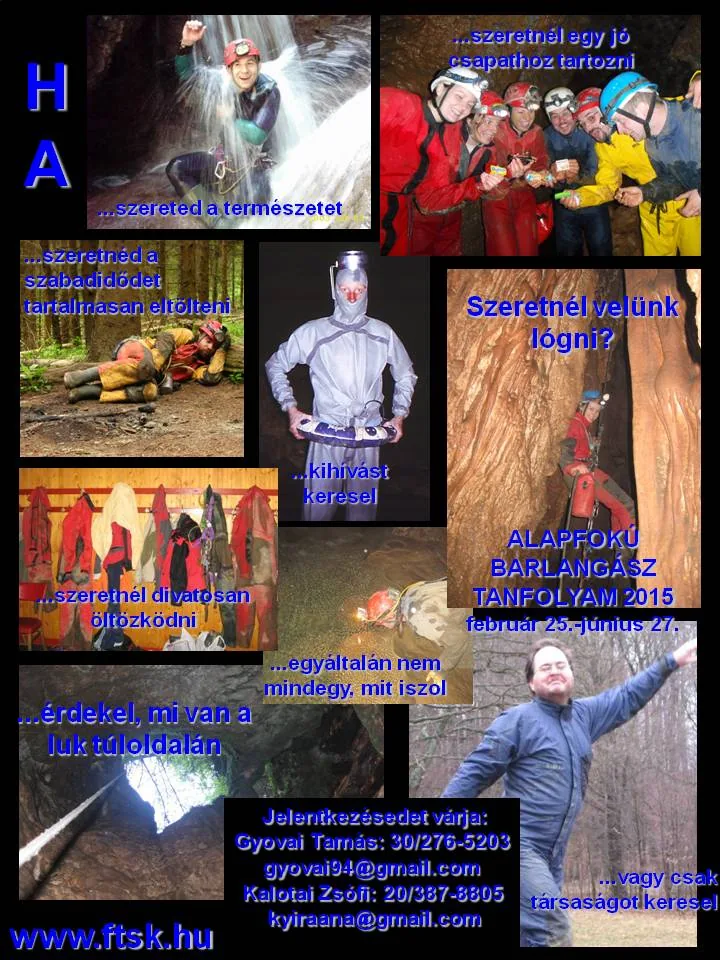 H
A
...szereted a természetet
...szeretnél egy jó
csapathoz tartozni
...szeretnéd a
szabadidődet
tartalmasan eltölteni
...kihívást
keresel
Szeretnél velünk
lógni?
ALAPFOKÚ
BARLANGÁSZ
TANFOLYAM 2015
február 25.-június 27.
...szeretnél divatosan
öltözködni
...egyáltalán nem
mindegy, mit iszol
...érdekel, mi van a
luk túloldalán
Jelentkezésedet várja:
Gyovai Tamás: 30/276-5203
gyovai94@gmail.com
Kalotai Zsófi: 20/387-8805
kyiraana@gmail.com
...vagy csak
társaságot keresel
www.ftsk.hu